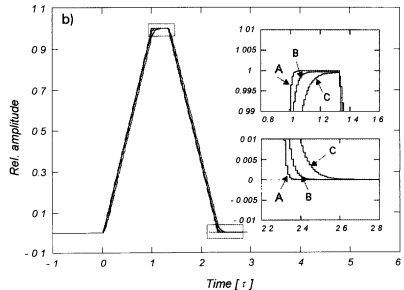 b)
1 1
0 9
0 7
0 5
0 3
0 1
- 0 1
Rel. amplitude
-1 0 1 2 3 4 5 6
Time [ τ ]
1 01
1 005
1
0 995
0 99
0 8 1 1 2 1 4 1 6
A
B
C
0 01
0 005
0
- 0 005
- 0 01
2 2 2 4 2 6 2 8
A
B
C